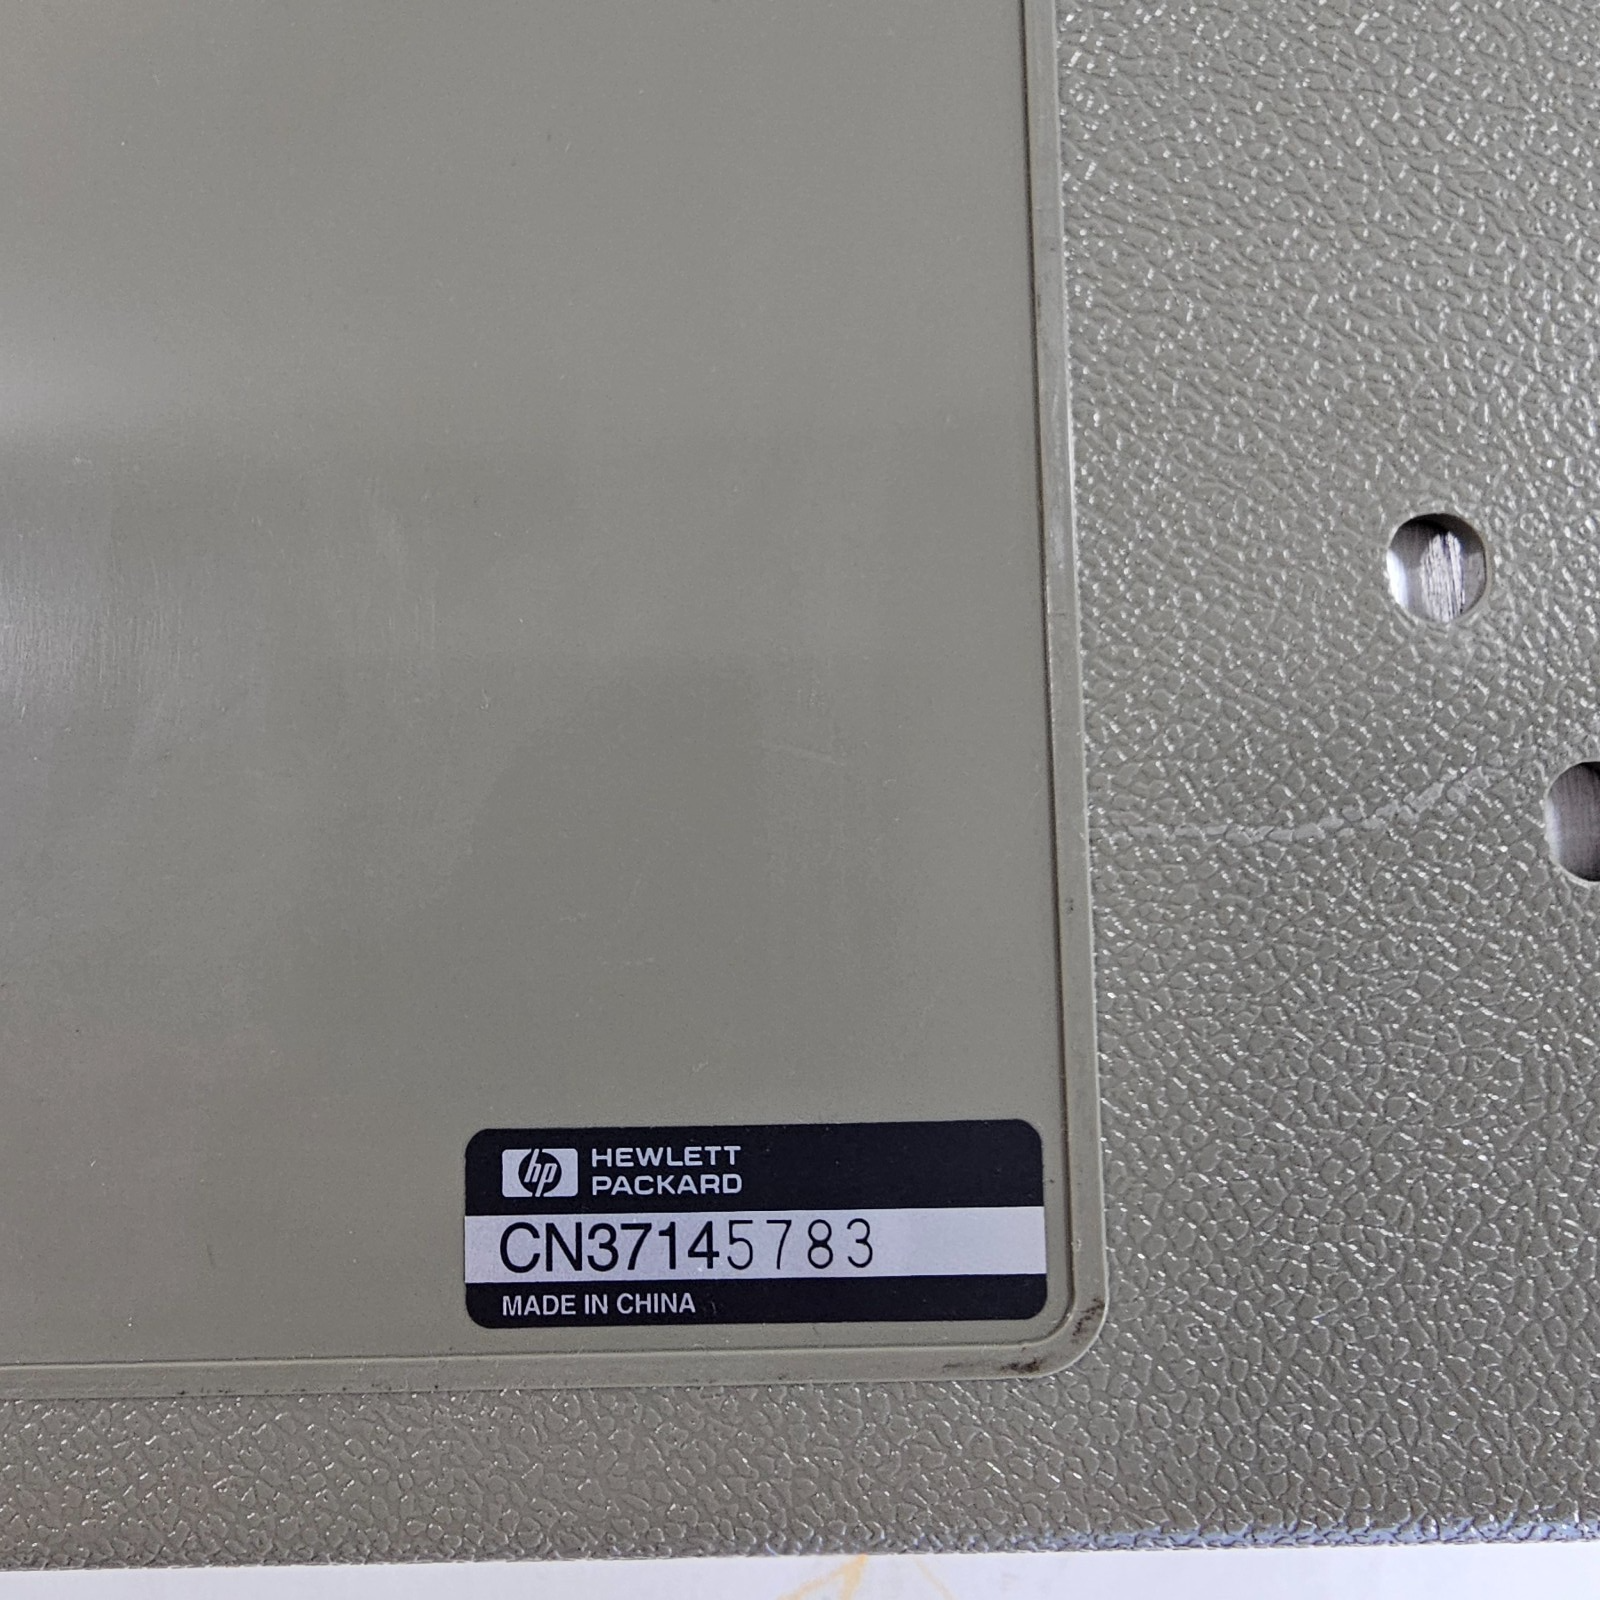 hp HEWLETT
PACKARD
CN37145783
MADE IN CHINA